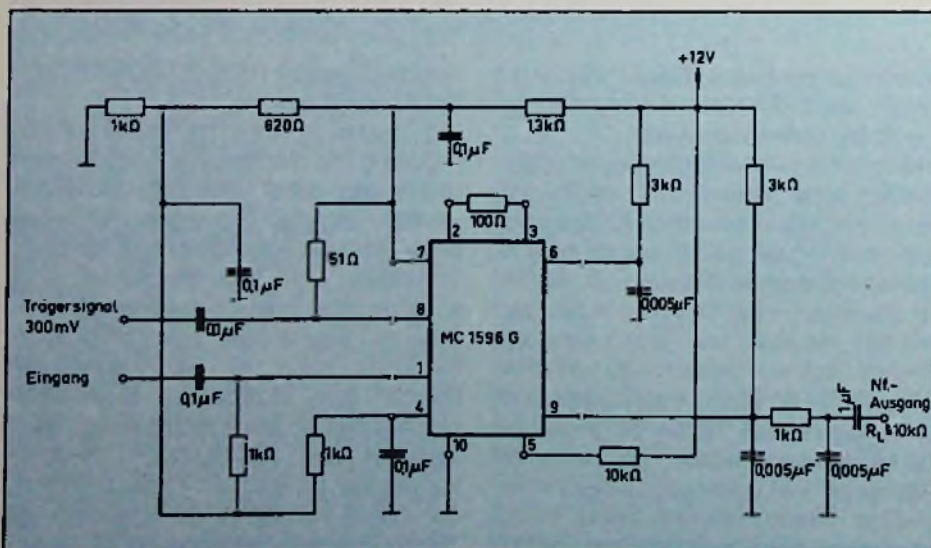 +12V
1kΩ
820Ω
1,3kΩ
0,1µF
3kΩ
3kΩ
100Ω
2
3
7
6
51Ω
0,1µF
0,005µF
Trägersignal
300mV
8
MC 1596 G
Eingang
1
0,1µF
4
9
1µF
Nf.-
Ausgang
1kΩ
RL ≧ 10kΩ
1kΩ
1kΩ
0,1µF
10
5
10kΩ
0,005µF
0,005µF